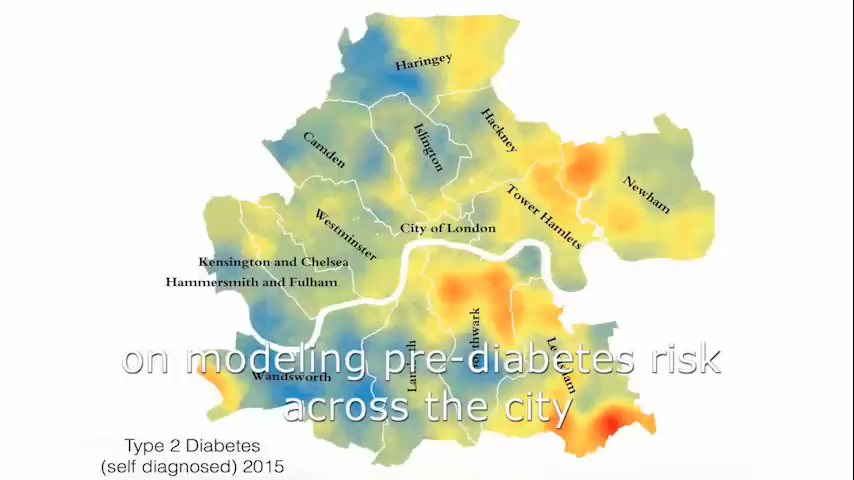 Haringey
Hackney
Islington
Camden
Newham
Tower Hamlets
Westminster
City of London
Kensington and Chelsea
Hammersmith and Fulham
on modeling pre-diabetes risk
across the city
Wandsworth
Type 2 Diabetes
(self diagnosed) 2015